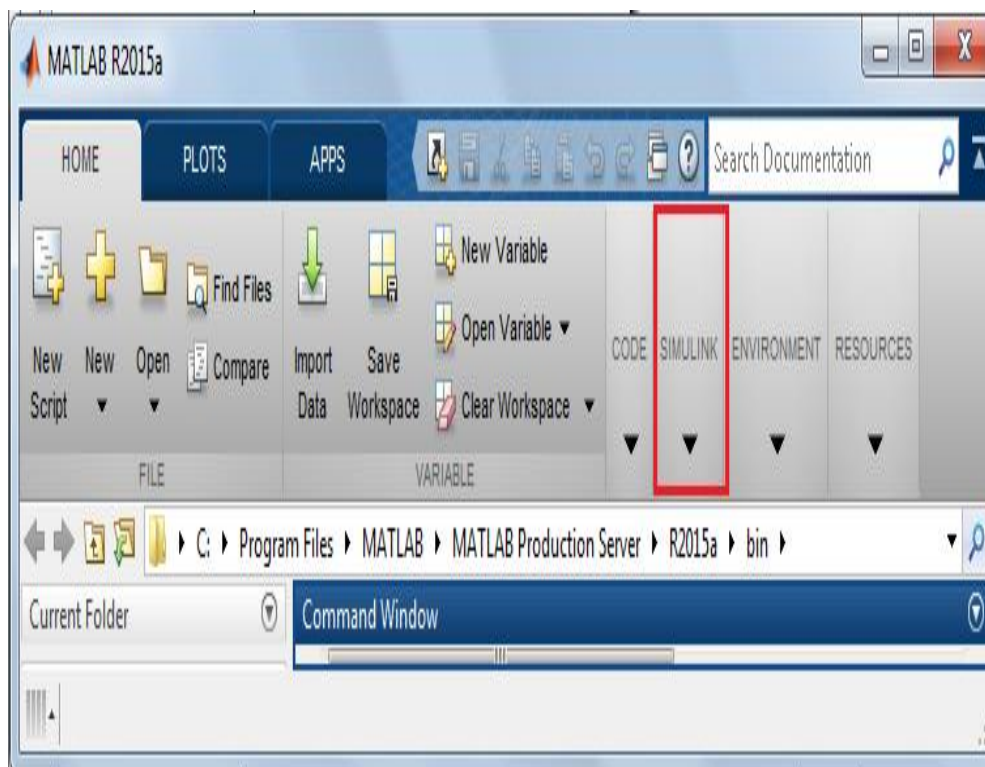 MATLAB R2015a
HOME PLOTS APPS Search Documentation
New Script
New
Open
Find Files
Compare
FILE
Import Data
Save Workspace
New Variable
Open Variable
Clear Workspace
VARIABLE
CODE
SIMULINK
ENVIRONMENT
RESOURCES
C: Program Files MATLAB MATLAB Production Server R2015a bin
Current Folder
Command Window